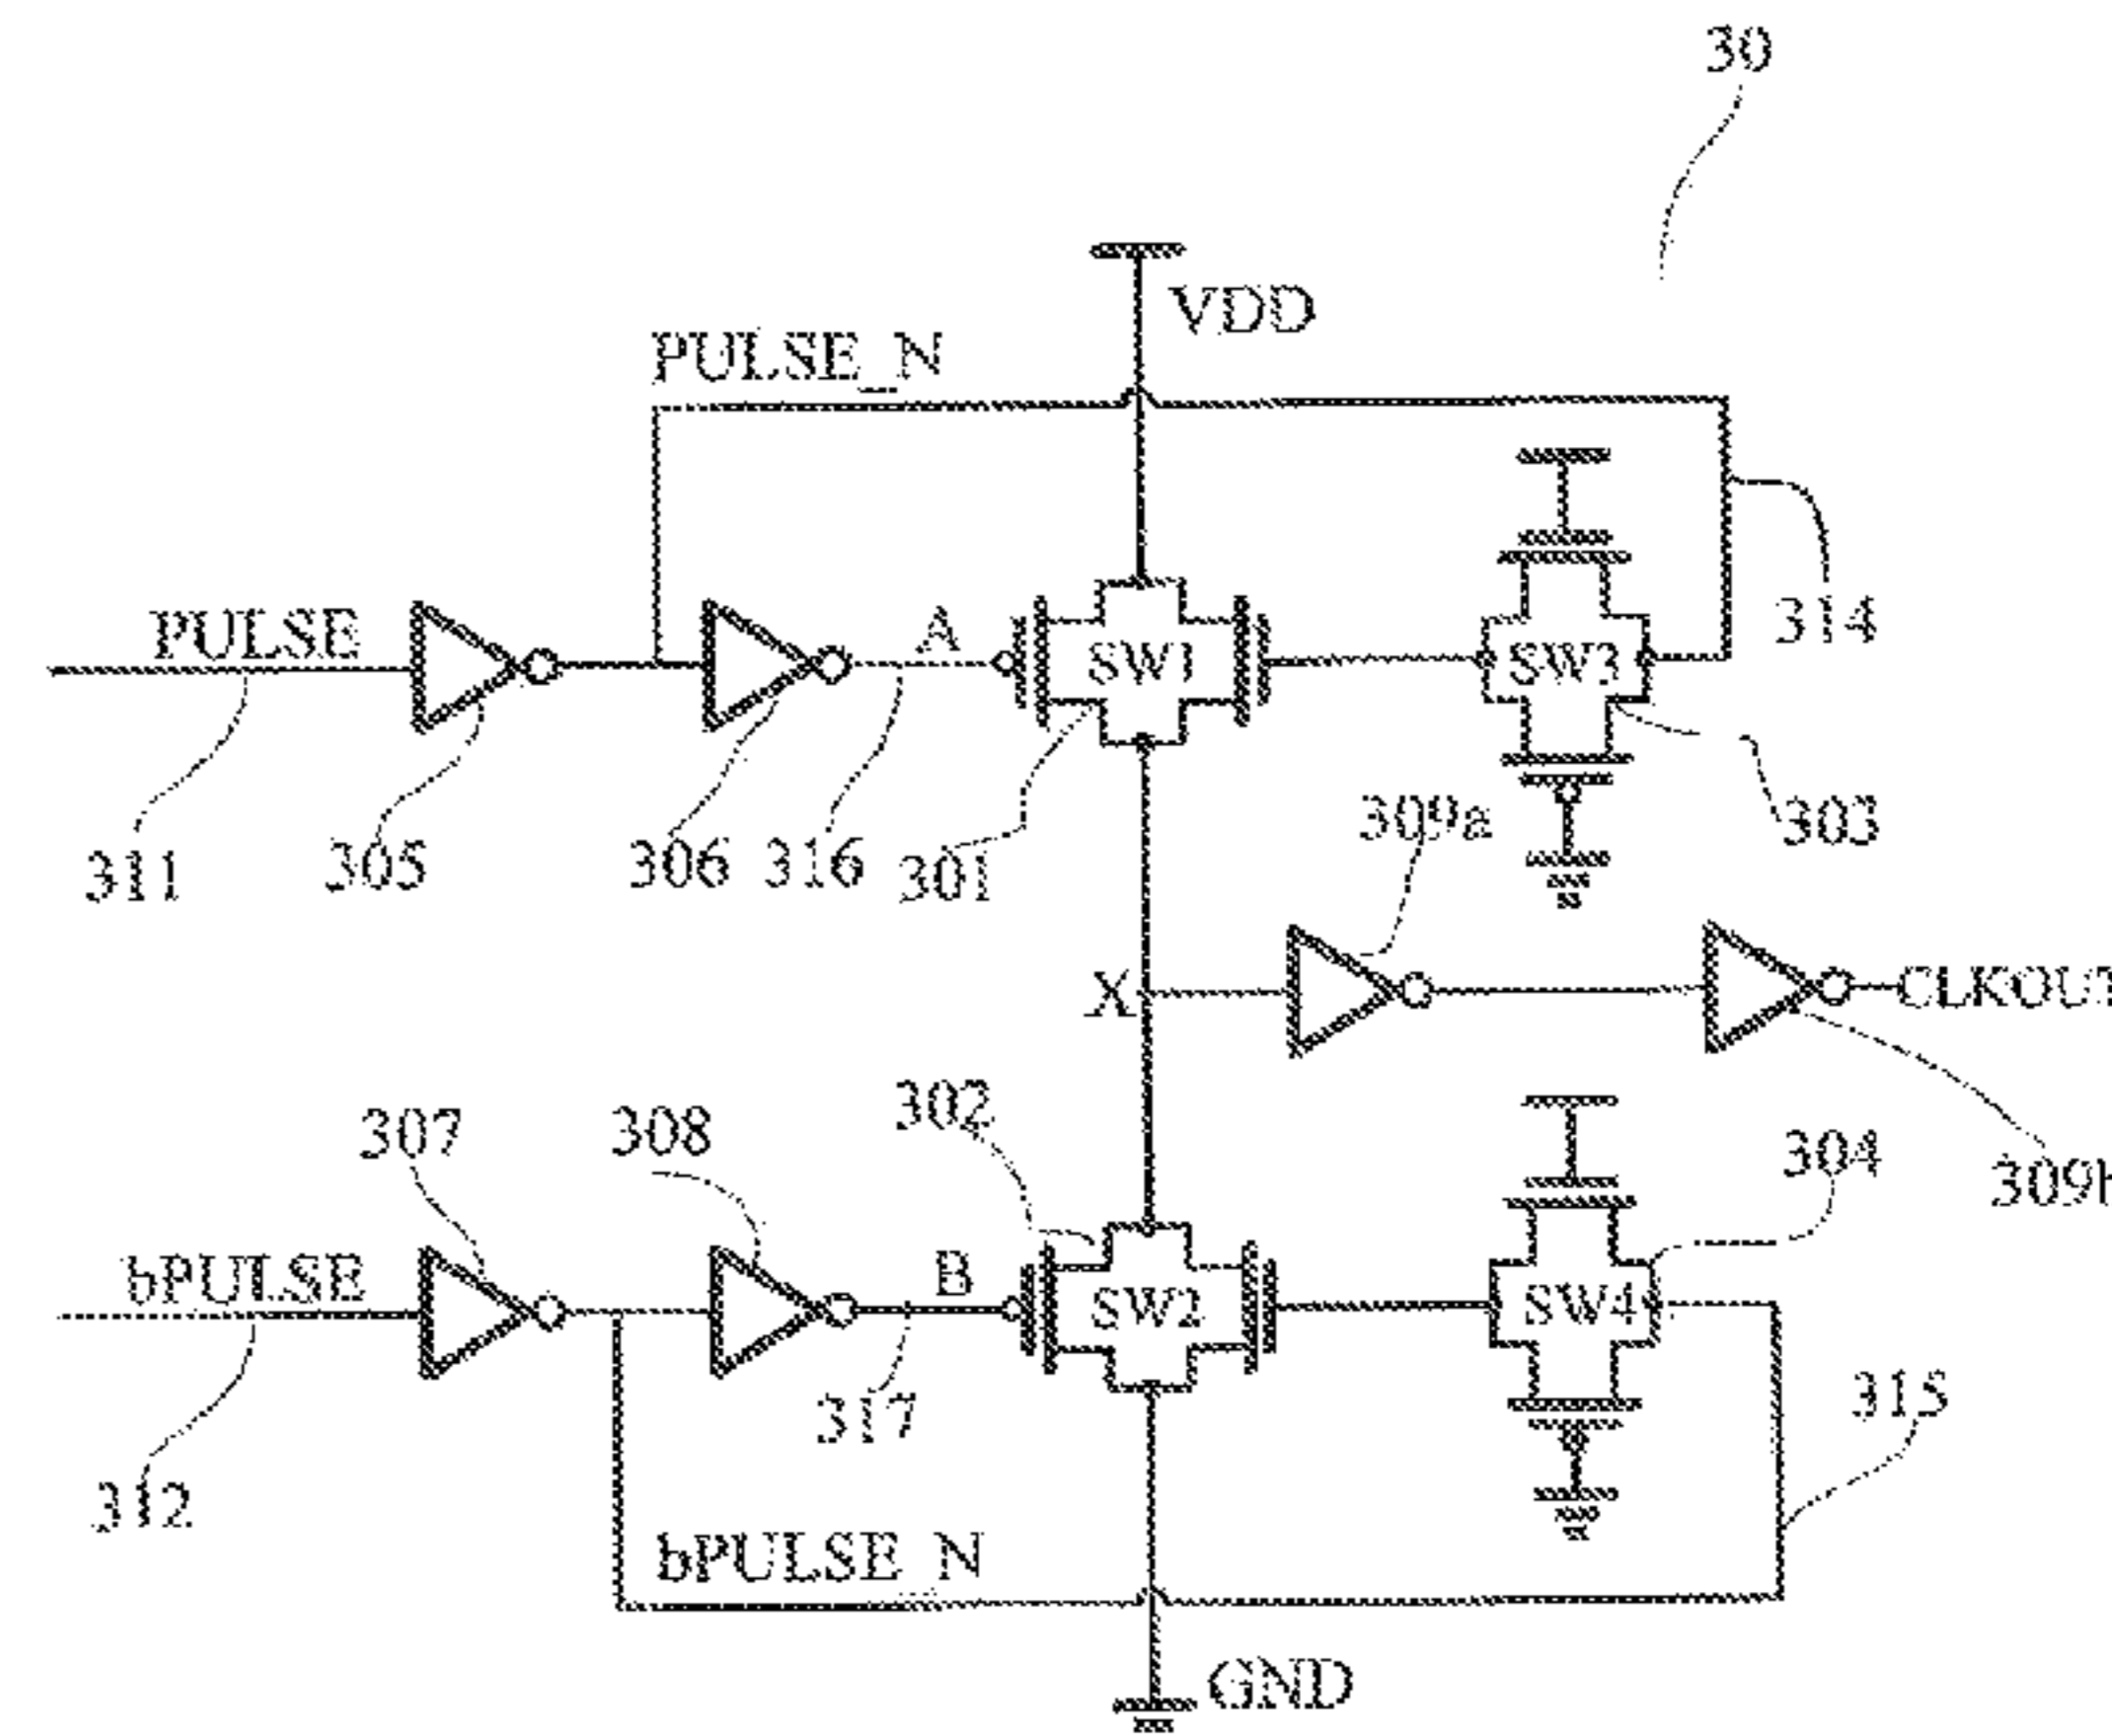 30
VDD
PULSE_N
PULSE
A
SW1
SW3
314
311
305
306
316
301
309a
303
X
CLKOUT
302
304
307
308
309b
bPULSE
B
SW2
SW4
317
315
312
bPULSE_N
GND